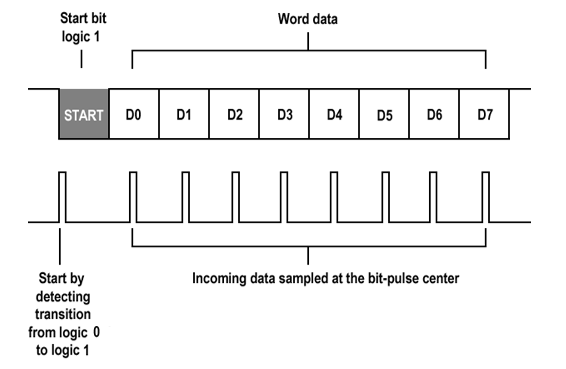 Start bit
logic 1
Word data
START
D0
D1
D2
D3
D4
D5
D6
D7
Start by
detecting
transition
from logic 0
to logic 1
Incoming data sampled at the bit-pulse center